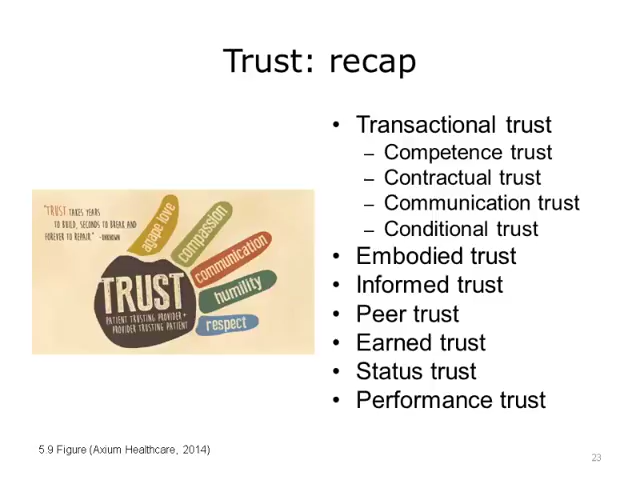 Trust: recap
"TRUST TAKES YEARS
TO BUILD, SECONDS TO BREAK AND
FOREVER TO REPAIR." -UNKNOWN
agape love
compassion
communication
humility
respect
TRUST
PATIENT TRUSTING PROVIDER +
PROVIDER TRUSTING PATIENT
• Transactional trust
– Competence trust
– Contractual trust
– Communication trust
– Conditional trust
• Embodied trust
• Informed trust
• Peer trust
• Earned trust
• Status trust
• Performance trust
5 9 Figure (Axium Healthcare, 2014)
23